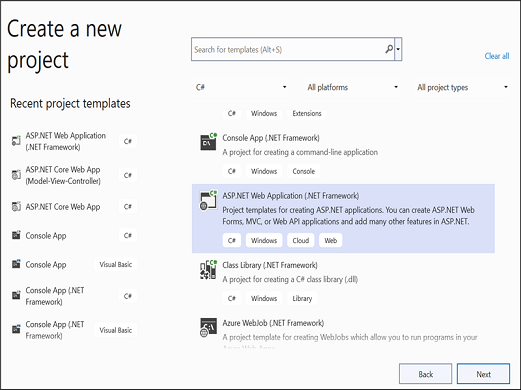 Create a new
project
Search for templates (Alt+S)
Clear all
C#
All platforms
All project types
Recent project templates
ASP.NET Web Application
(.NET Framework)
C#
ASP.NET Core Web App
(Model-View-Controller)
C#
ASP.NET Core Web App
C#
Console App
C#
Console App
Visual Basic
Console App (.NET
Framework)
C#
Console App (.NET
Framework)
Visual Basic
C# Windows Extensions
Console App (.NET Framework)
A project for creating a command-line application
C# Windows Console
ASP.NET Web Application (.NET Framework)
Project templates for creating ASP.NET applications. You can create ASP.NET Web
Forms, MVC, or Web API applications and add many other features in ASP.NET.
C# Windows Cloud Web
Class Library (.NET Framework)
A project for creating a C# class library (.dll)
C# Windows Library
Azure WebJob (.NET Framework)
A project template for creating WebJobs which allow you to run programs in your
Back
Next